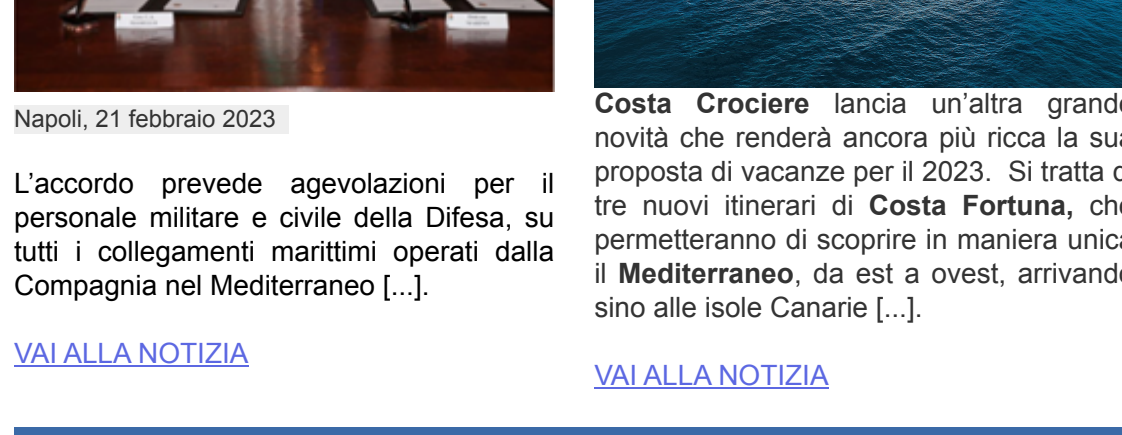 Napoli, 21 febbraio 2023
L’accordo prevede agevolazioni per il
personale militare e civile della Difesa, su
tutti i collegamenti marittimi operati dalla
Compagnia nel Mediterraneo [...].
VAI ALLA NOTIZIA
Costa Crociere lancia un’altra grande
novità che renderà ancora più ricca la sua
proposta di vacanze per il 2023. Si tratta
tre nuovi itinerari di Costa Fortuna, che
permetteranno di scoprire in maniera unica
il Mediterraneo, da est a ovest, arrivando
sino alle isole Canarie [...].
VAI ALLA NOTIZIA